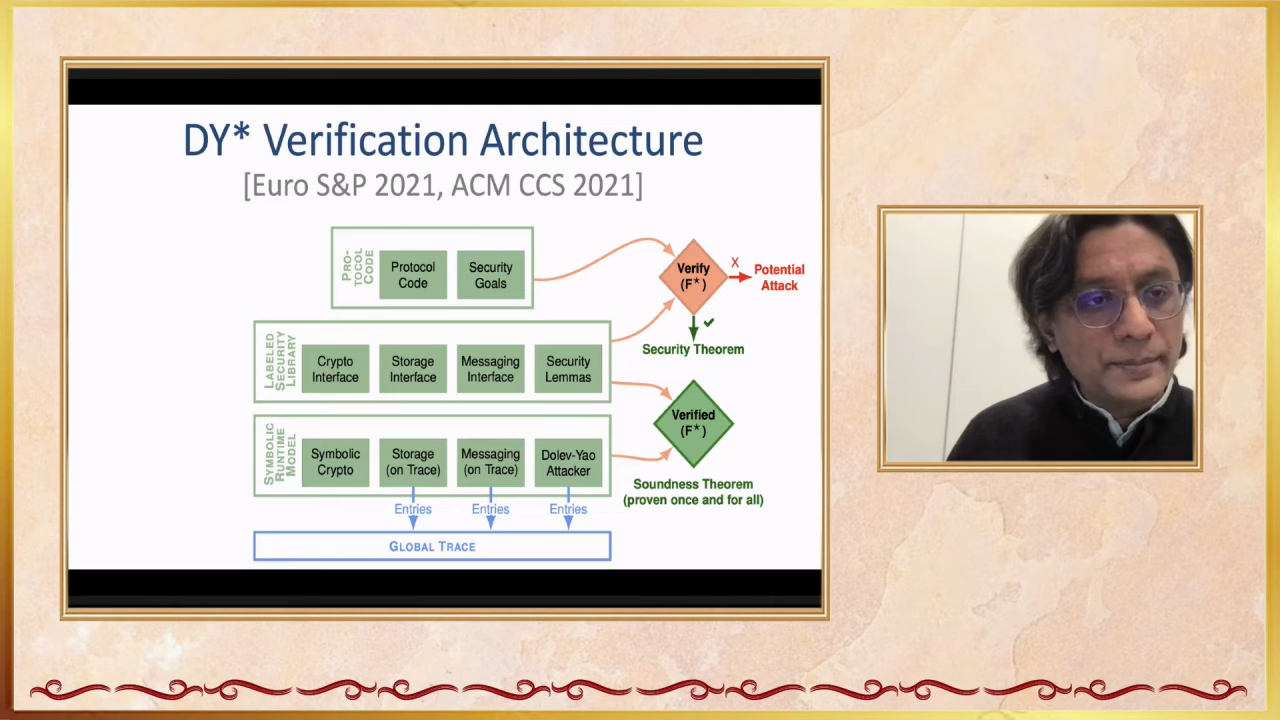 DY* Verification Architecture
[Euro S&P 2021, ACM CCS 2021]
PRO-
TOCOL
CODE
Protocol
Code
Security
Goals
Verify
(F*)
X
Potential
Attack
✓
Security Theorem
LABELED
SECURITY
LIBRARY
Crypto
Interface
Storage
Interface
Messaging
Interface
Security
Lemmas
Verified
(F*)
SYMBOLIC
RUNTIME
MODEL
Symbolic
Crypto
Storage
(on Trace)
Messaging
(on Trace)
Dolev-Yao
Attacker
Soundness Theorem
(proven once and for all)
Entries
Entries
Entries
GLOBAL TRACE